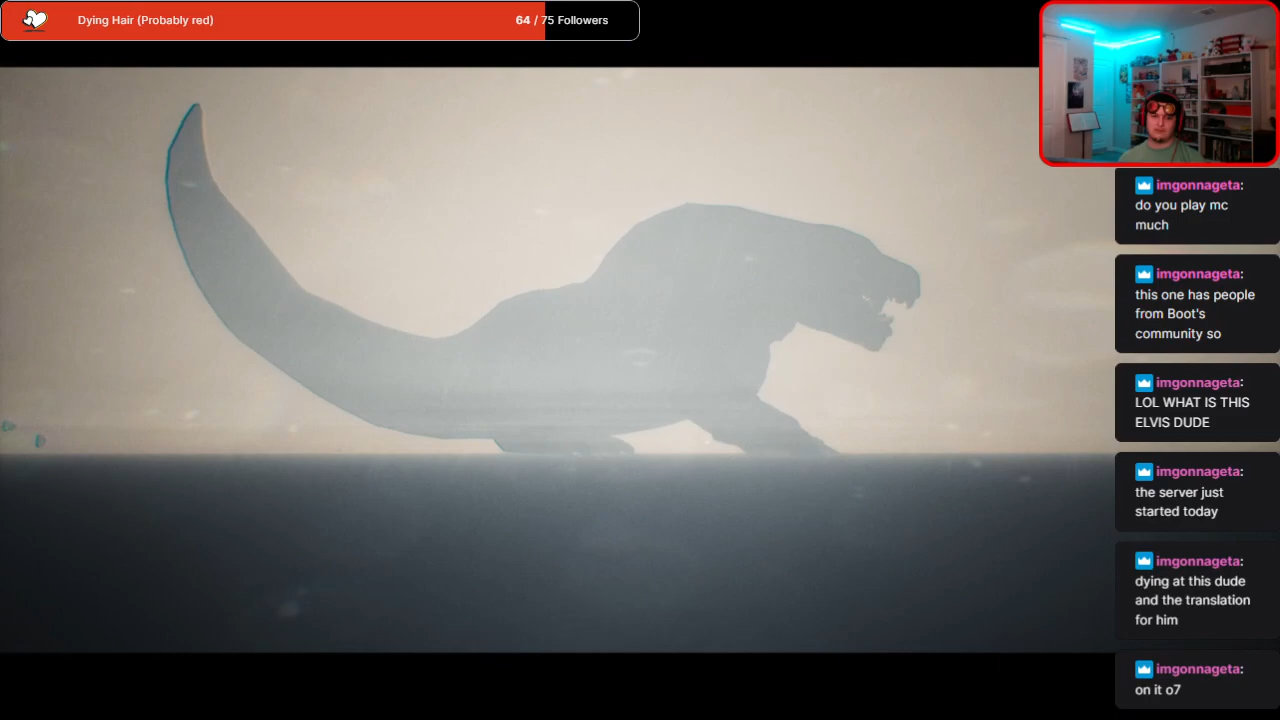 Dying Hair (Probably red) 64 / 75 Followers
imgonnageta:
do you play mc
much
imgonnageta:
this one has people
from Boot's
community so
imgonnageta:
LOL WHAT IS THIS
ELVIS DUDE
imgonnageta:
the server just
started today
imgonnageta:
dying at this dude
and the translation
for him
imgonnageta:
on it o7